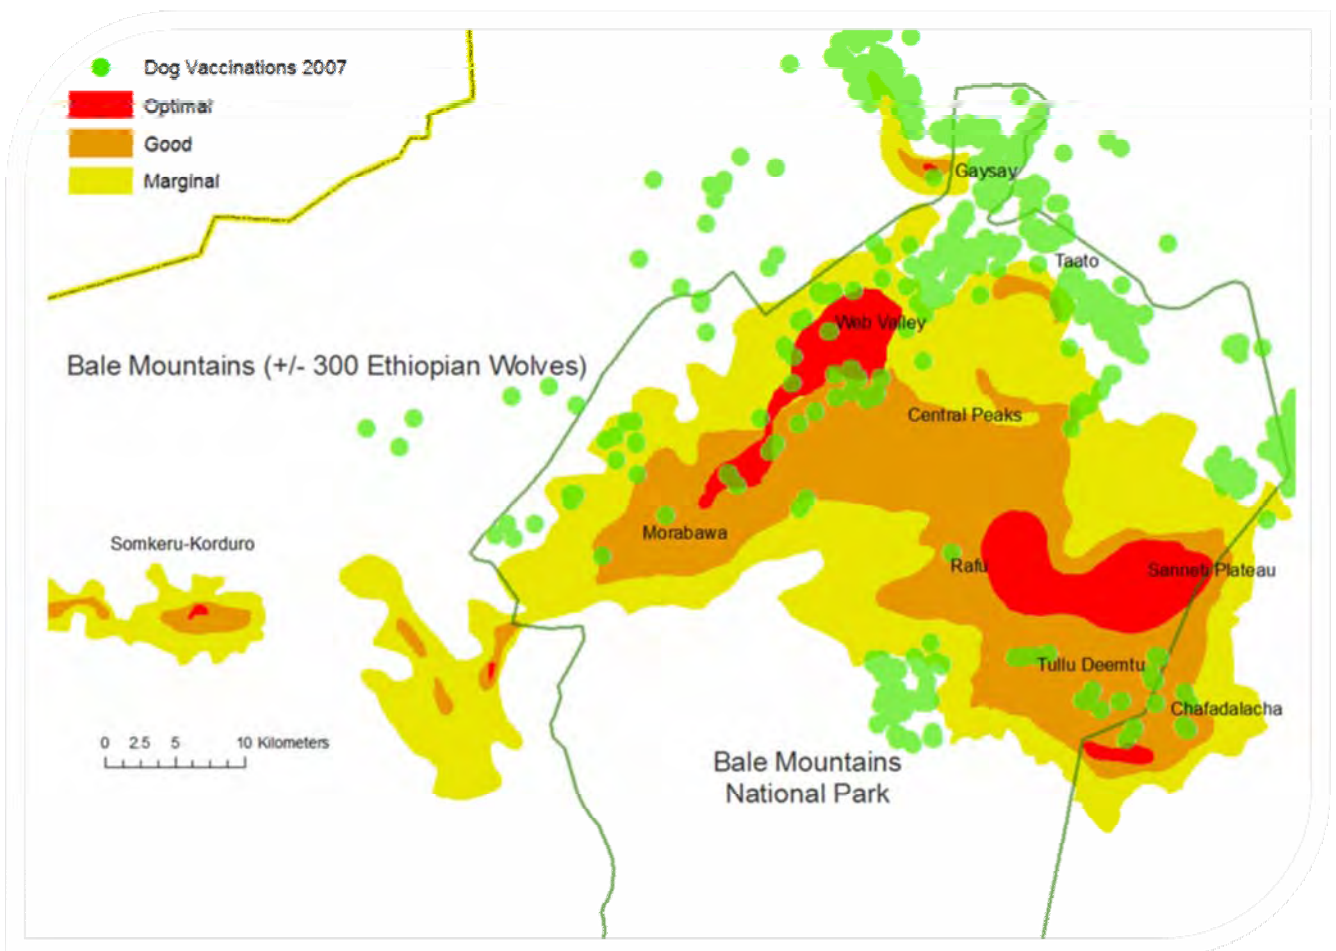 Dog Vaccinations 2007
Optimal
Good
Marginal
Gaysay
Taato
Web Valley
Bale Mountains (+/- 300 Ethiopian Wolves)
Central Peaks
Morabawa
Somkeru-Korduro
Rafu
Sanneti Plateau
Tullu Deemtu
Chafadalacha
0 2.5 5 10 Kilometers
Bale Mountains
National Park